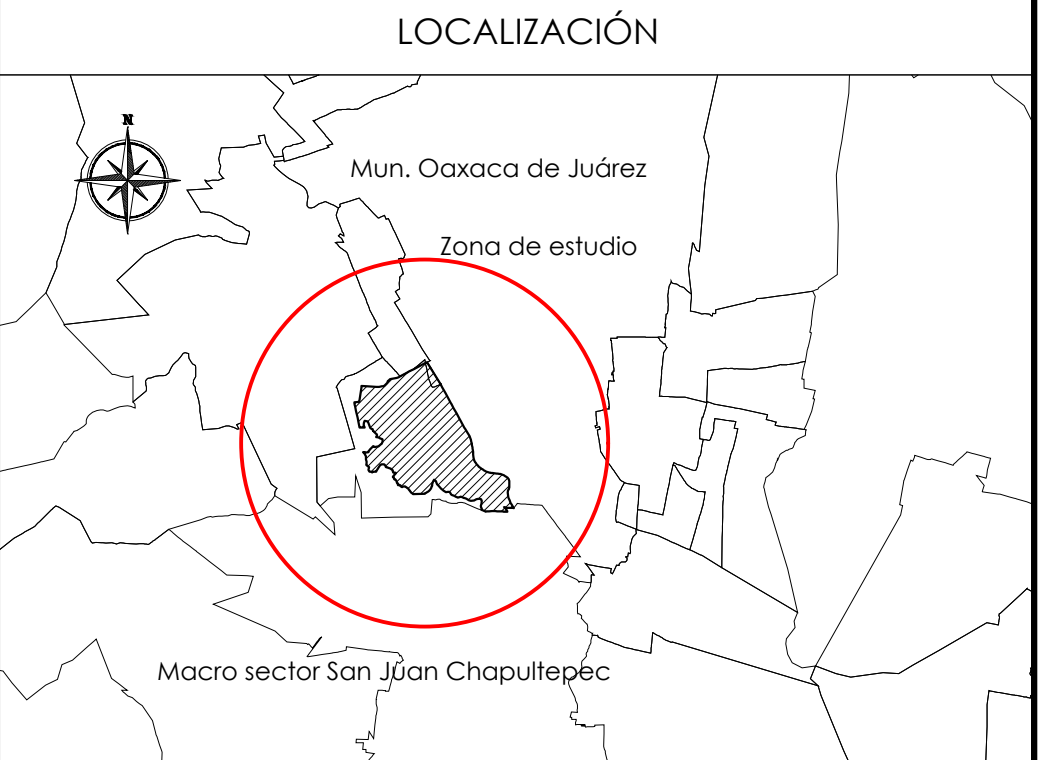 LOCALIZACIÓN
N
Mun. Oaxaca de Juárez
Zona de estudio
Macro sector San Juan Chapultepec